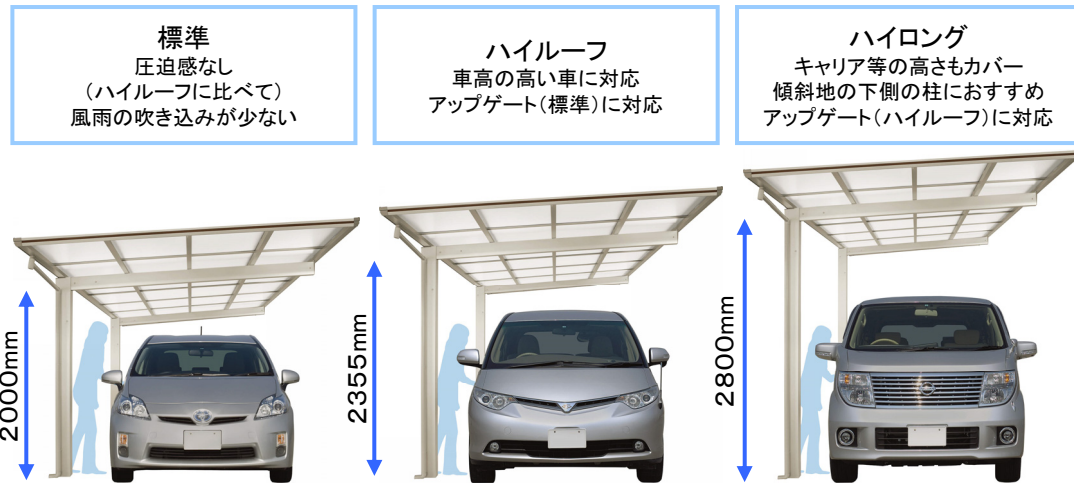 標準
圧迫感なし
(ハイルーフに比べて)
風雨の吹き込みが少ない
ハイルーフ
車高の高い車に対応
アップゲート(標準)に対応
ハイロング
キャリア等の高さもカバー
傾斜地の下側の柱におすすめ
アップゲート(ハイルーフ)に対応
2000mm
2355mm
2800mm